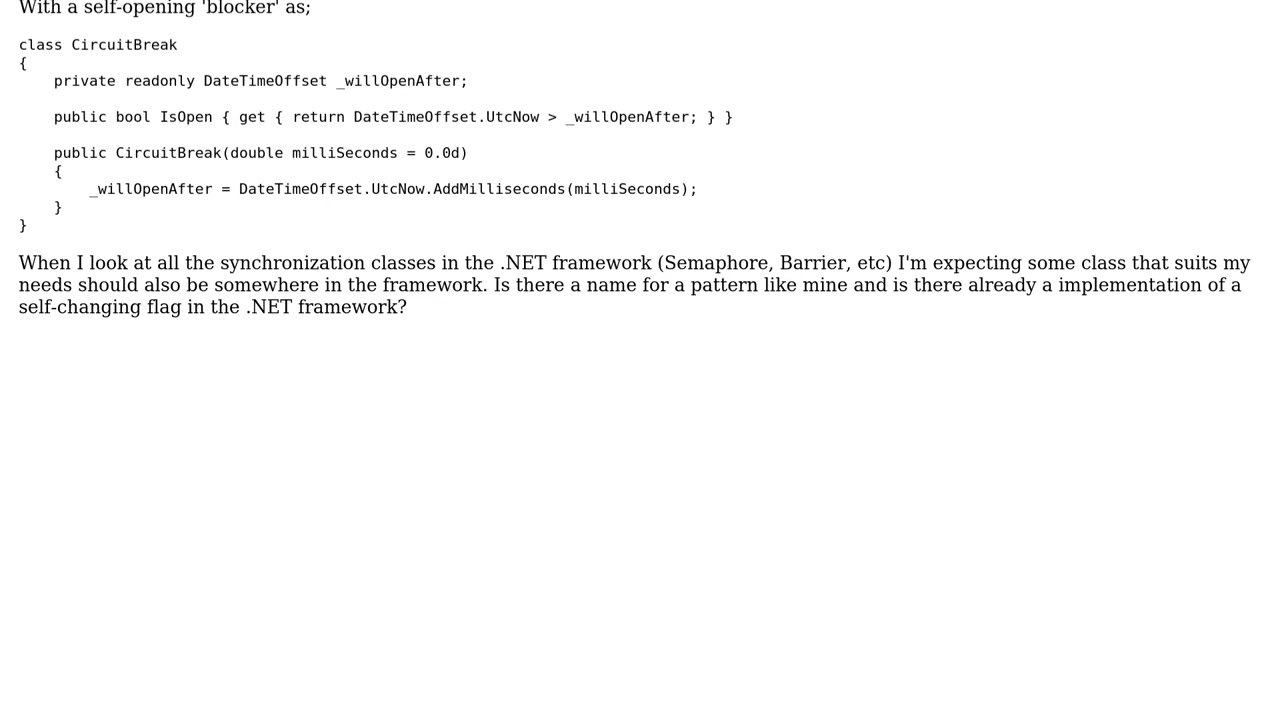 With a self-opening 'blocker' as;
class CircuitBreak
{
    private readonly DateTimeOffset _willOpenAfter;
    public bool IsOpen { get { return DateTimeOffset.UtcNow > _willOpenAfter; } }
    public CircuitBreak(double milliSeconds = 0.0d)
    {
        _willOpenAfter = DateTimeOffset.UtcNow.AddMilliseconds(milliSeconds);
    }
}
When I look at all the synchronization classes in the .NET framework (Semaphore, Barrier, etc) I'm expecting some class that suits my
needs should also be somewhere in the framework. Is there a name for a pattern like mine and is there already a implementation of a
self-changing flag in the .NET framework?